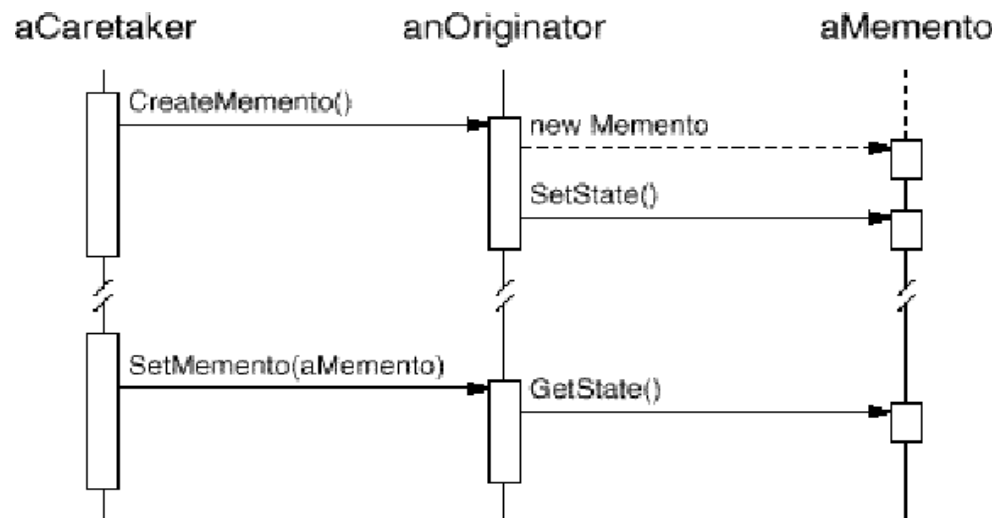 aCaretaker anOriginator aMemento
CreateMemento()
new Memento
SetState()
SetMemento(aMemento)
GetState()